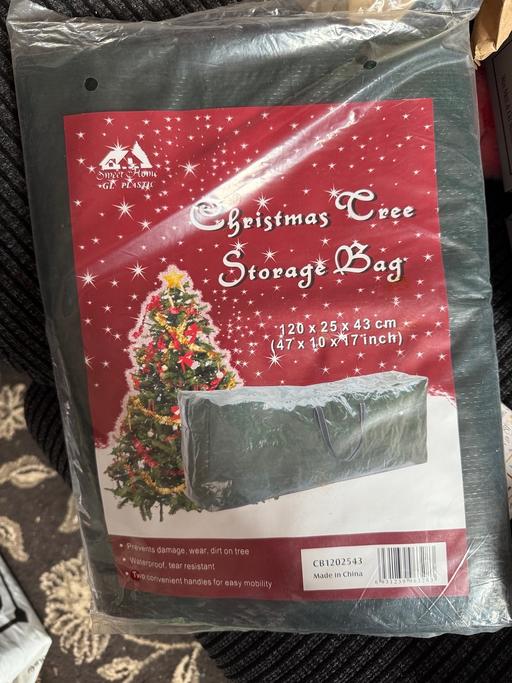 Sweet Home
GL PLASTIC
Christmas Tree
Storage Bag
120 x 25 x 43 cm
(47 x 10 x 17 inch)
• Prevents damage, wear, dirt on tree
• Waterproof, tear resistant
• Two convenient handles for easy mobility
CB1202543
Made in China